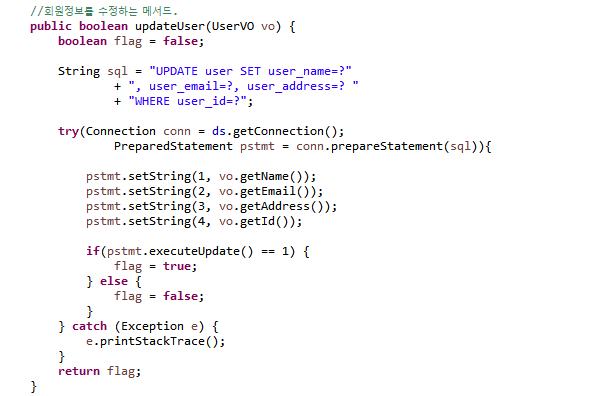 //회원정보를 수정하는 메서드.
public boolean updateUser(UserVO vo) {
boolean flag = false;
String sql = "UPDATE user SET user_name=?"
+ ", user_email=?, user_address=? "
+ "WHERE user_id=?";
try(Connection conn = ds.getConnection();
PreparedStatement pstmt = conn.prepareStatement(sql)){
pstmt.setString(1, vo.getName());
pstmt.setString(2, vo.getEmail());
pstmt.setString(3, vo.getAddress());
pstmt.setString(4, vo.getId());
if(pstmt.executeUpdate() == 1) {
flag = true;
} else {
flag = false;
}
} catch (Exception e) {
e.printStackTrace();
}
return flag;
}